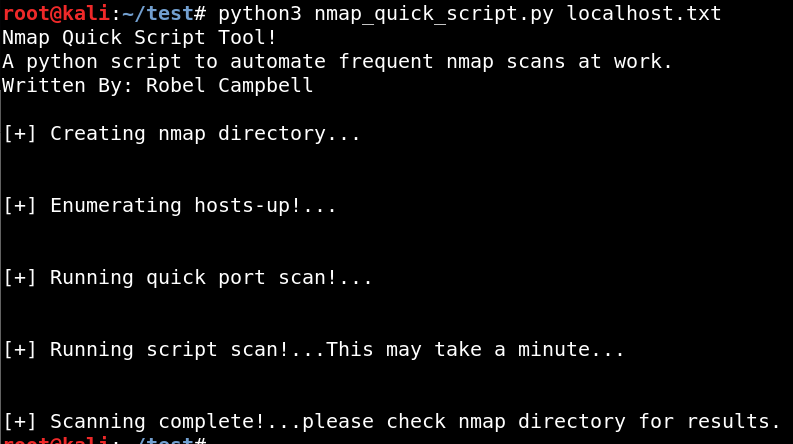 root@kali:~/test# python3 nmap_quick_script.py localhost.txt
Nmap Quick Script Tool!
A python script to automate frequent nmap scans at work.
Written By: Robel Campbell
[+] Creating nmap directory...
[+] Enumerating hosts-up!...
[+] Running quick port scan!...
[+] Running script scan!...This may take a minute...
[+] Scanning complete!...please check nmap directory for results.
root@kali:~/test#